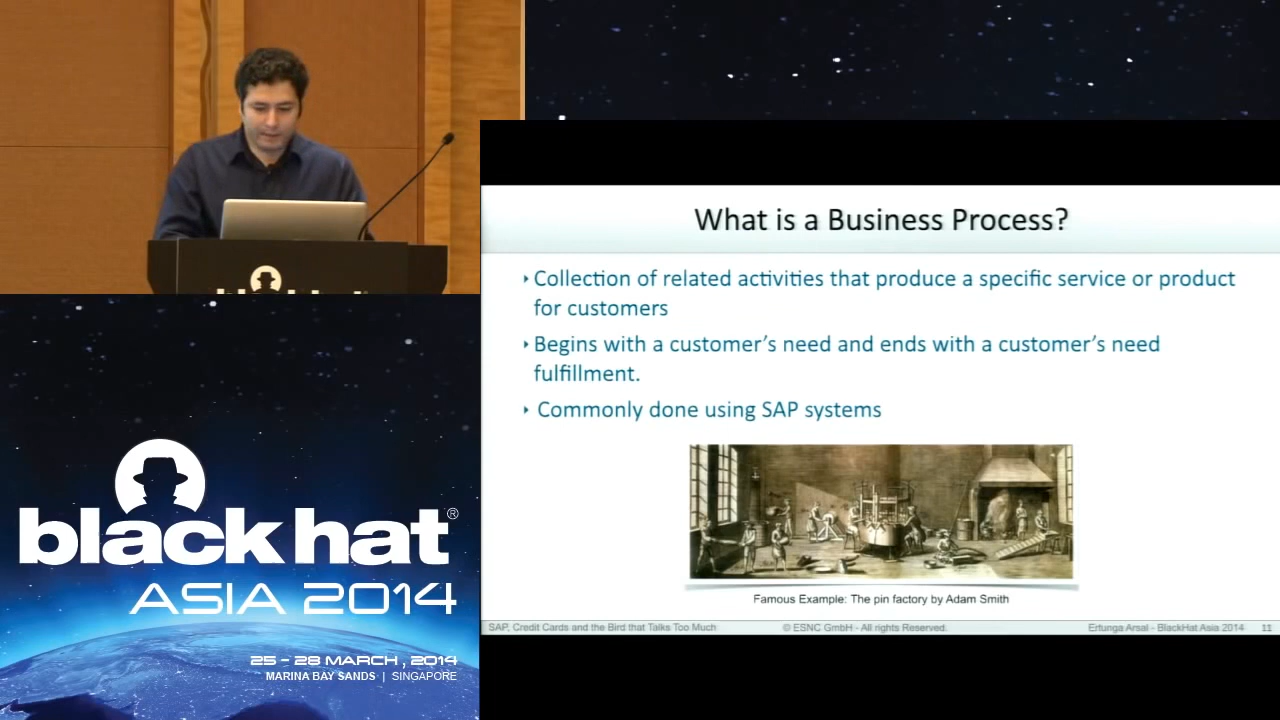 What is a Business Process?
‣ Collection of related activities that produce a specific service or product
for customers
‣ Begins with a customer's need and ends with a customer's need
fulfillment.
‣ Commonly done using SAP systems
Famous Example: The pin factory by Adam Smith
SAP, Credit Cards and the Bird that Talks Too Much
© ESNC GmbH - All rights Reserved.
Ertunga Arsal - BlackHat Asia 2014
11
black hat®
ASIA 2014
25 - 28 MARCH, 2014
MARINA BAY SANDS | SINGAPORE